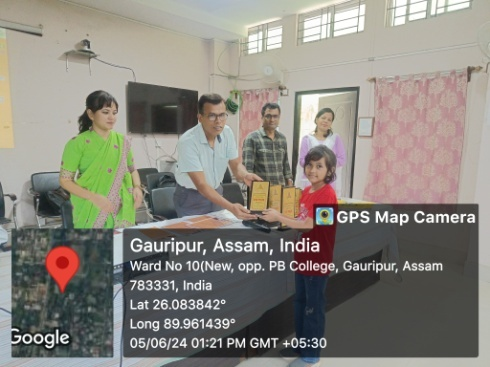 GPS Map Camera
Gauripur, Assam, India
Ward No 10(New, opp. PB College, Gauripur, Assam
783331, India
Lat 26.083842°
Long 89.961439°
05/06/24 01:21 PM GMT +05:30
Google